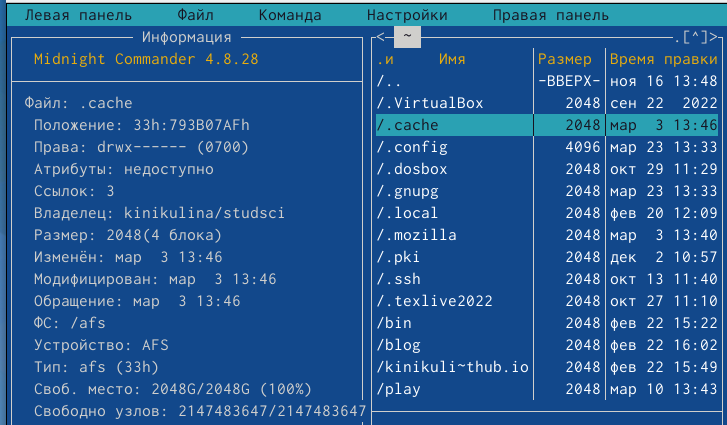 Левая панель Файл Команда Настройки Правая панель
Информация
Midnight Commander 4.8.28
Файл: .cache
Положение: 33h:793B07AFh
Права: drwx------ (0700)
Атрибуты: недоступно
Ссылок: 3
Владелец: kinikulina/studsci
Размер: 2048(4 блока)
Изменён: мар 3 13:46
Модифицирован: мар 3 13:46
Обращение: мар 3 13:46
ФС: /afs
Устройство: AFS
Тип: afs (33h)
Своб. место: 2048G/2048G (100%)
Свободно узлов: 2147483647/2147483647
<─ ~ .[^]>
.и Имя Размер Время правки
/.. -ВВЕРХ- ноя 16 13:48
/.VirtualBox 2048 сен 22 2022
/.cache 2048 мар 3 13:46
/.config 4096 мар 23 13:33
/.dosbox 2048 окт 29 11:29
/.gnupg 2048 мар 23 13:33
/.local 2048 фев 20 12:09
/.mozilla 2048 мар 3 13:40
/.pki 2048 дек 2 10:57
/.ssh 2048 окт 13 11:40
/.texlive2022 2048 окт 27 11:10
/bin 2048 фев 22 15:22
/blog 2048 фев 22 16:02
/kinikuli~thub.io 2048 фев 22 15:49
/play 2048 мар 10 13:43